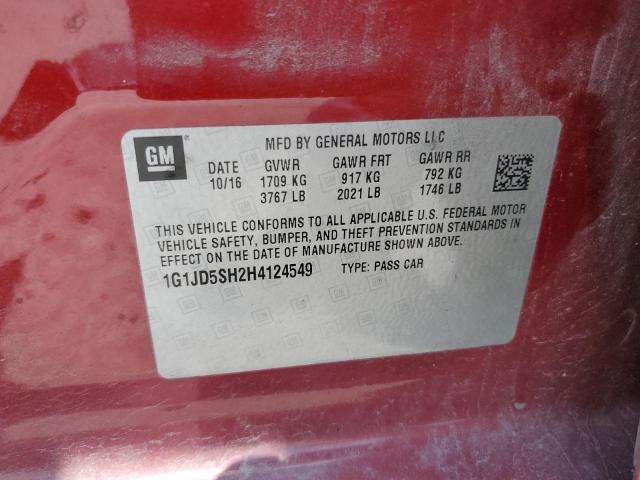 GM
MFD BY GENERAL MOTORS LLC
DATE GVWR GAWR FRT GAWR RR
10/16 1709 KG 917 KG 792 KG
3767 LB 2021 LB 1746 LB
THIS VEHICLE CONFORMS TO ALL APPLICABLE U.S. FEDERAL MOTOR
VEHICLE SAFETY, BUMPER, AND THEFT PREVENTION STANDARDS IN
EFFECT ON THE DATE OF MANUFACTURE SHOWN ABOVE.
1G1JD5SH2H4124549 TYPE: PASS CAR